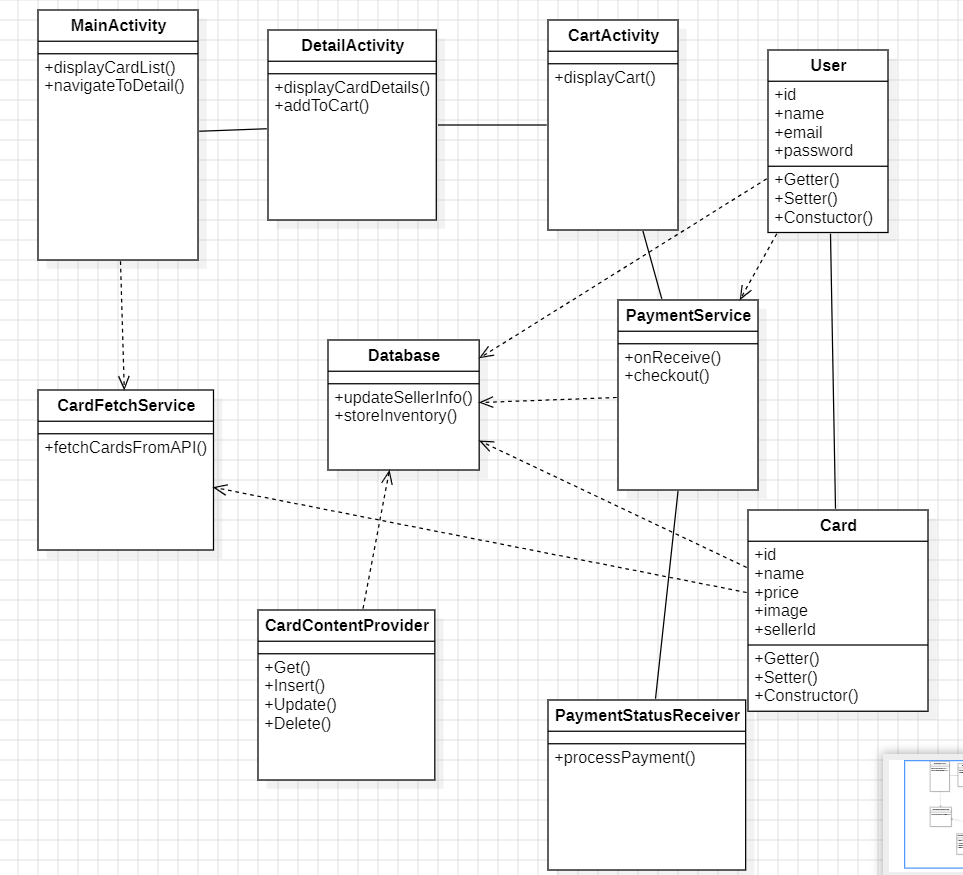 MainActivity
+displayCardList()
+navigateToDetail()
DetailActivity
+displayCardDetails()
+addToCart()
CartActivity
+displayCart()
User
+id
+name
+email
+password
+Getter()
+Setter()
+Constuctor()
PaymentService
+onReceive()
+checkout()
Database
+updateSellerInfo()
+storeInventory()
CardFetchService
+fetchCardsFromAPI()
Card
+id
+name
+price
+image
+sellerId
+Getter()
+Setter()
+Constructor()
CardContentProvider
+Get()
+Insert()
+Update()
+Delete()
PaymentStatusReceiver
+processPayment()